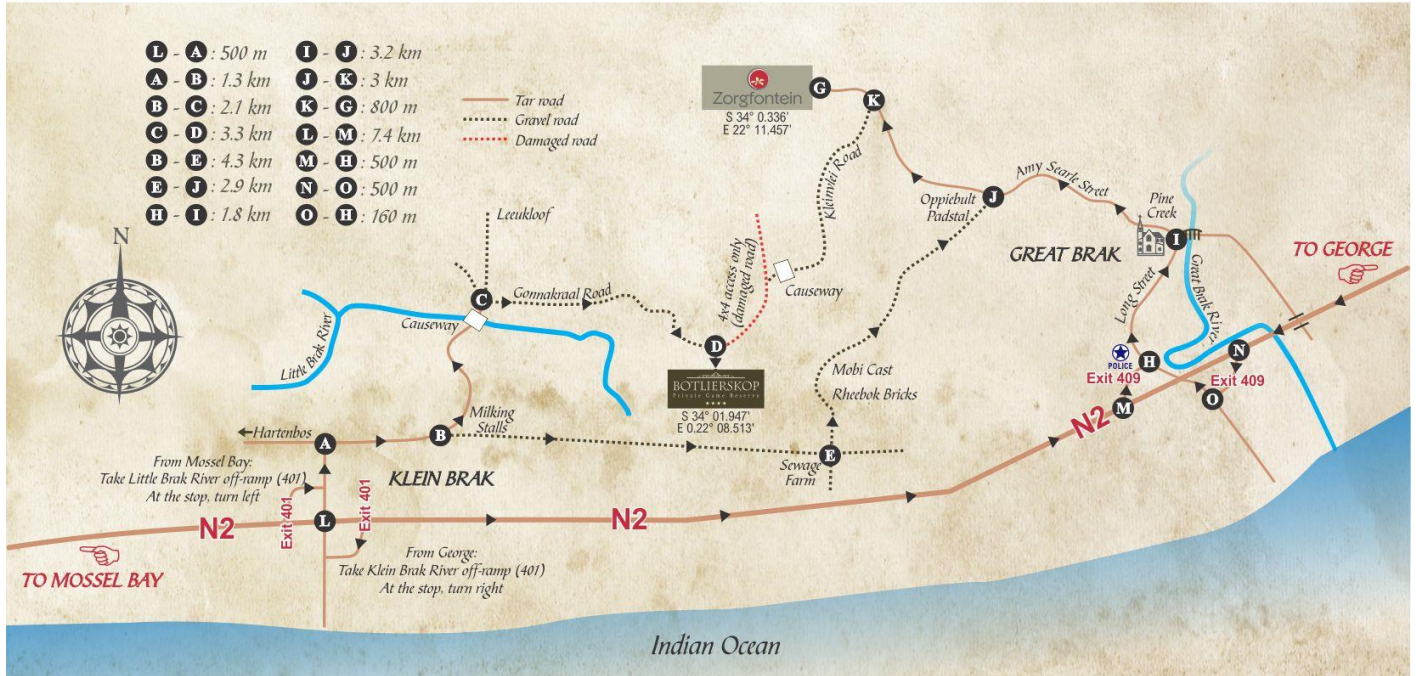 L - A : 500 m
A - B : 1.3 km
B - C : 2.1 km
C - D : 3.3 km
B - E : 4.3 km
E - J : 2.9 km
H - I : 1.8 km
I - J : 3.2 km
J - K : 3 km
K - G : 800 m
L - M : 7.4 km
M - H : 500 m
N - O : 500 m
O - H : 160 m
Tar road
Gravel road
Damaged road
Zorgfontein
S 34° 0.336'
E 22° 11.457'
G
K
Kleinvlei Road
Oppiebult
Padstal
J
Amy Searle Street
Pine
Creek
I
GREAT BRAK
TO GEORGE
Great Brak River
Long Street
N
Leeukloof
C
Gonnakraal Road
Causeway
Little Brak River
4x4 access only
(damaged road)
Causeway
D
BOTLIERSKOP
Private Game Reserve
S 34° 01.947'
E 0.22° 08.513'
Mobi Cast
Rheebok Bricks
POLICE
H
Exit 409
N
Exit 409
O
M
N2
Hartenbos
A
B
Milking
Stalls
E
Sewage
Farm
From Mossel Bay:
Take Little Brak River off-ramp (401)
At the stop, turn left
KLEIN BRAK
Exit 401
Exit 401
N2
L
N2
TO MOSSEL BAY
From George:
Take Klein Brak River off-ramp (401)
At the stop, turn right
Indian Ocean